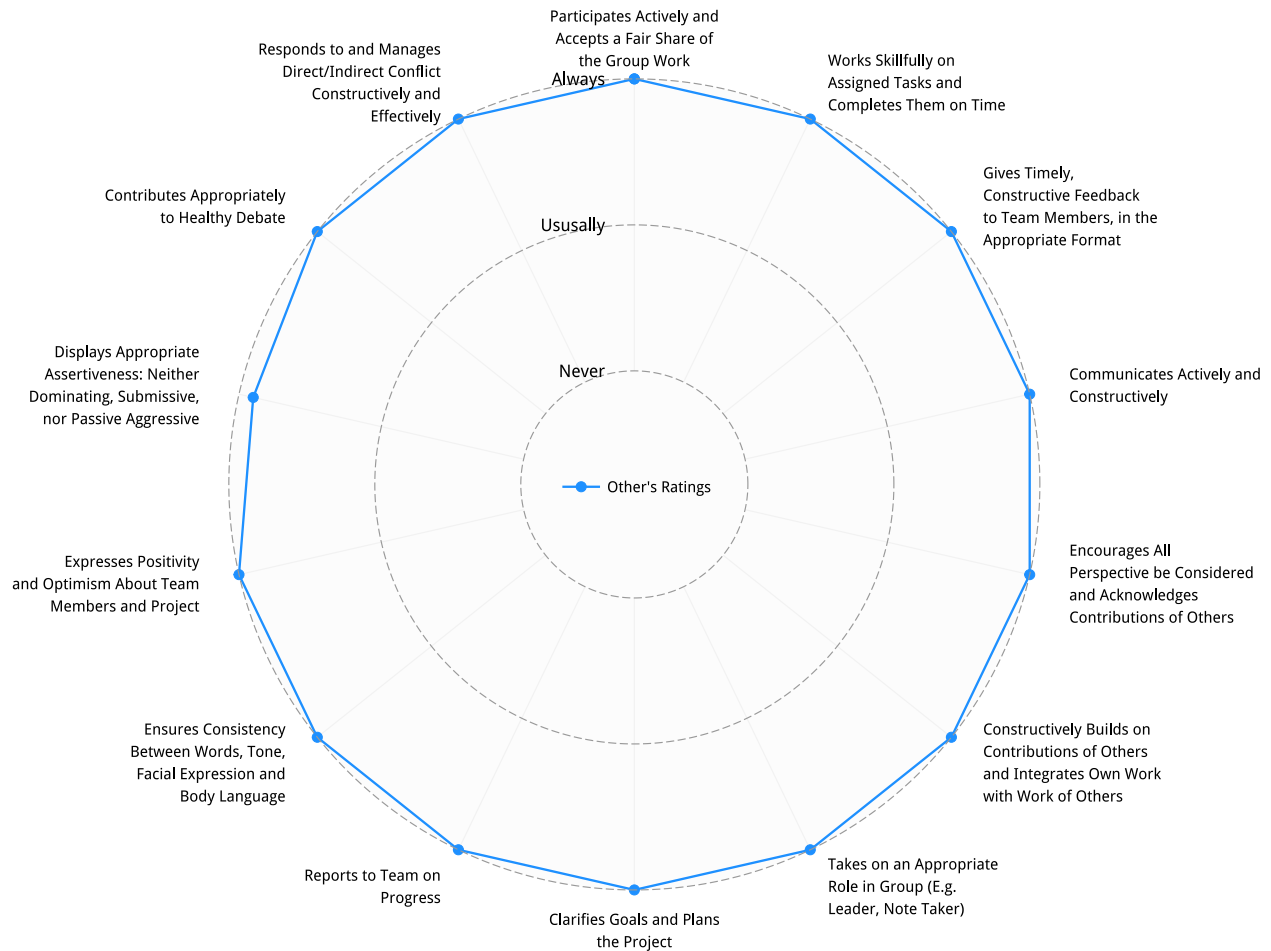 Participates Actively and
Accepts a Fair Share of
the Group Work
Works Skillfully on
Assigned Tasks and
Completes Them on Time
Gives Timely,
Constructive Feedback
to Team Members, in the
Appropriate Format
Communicates Actively and
Constructively
Encourages All
Perspective be Considered
and Acknowledges
Contributions of Others
Constructively Builds on
Contributions of Others
and Integrates Own Work
with Work of Others
Takes on an Appropriate
Role in Group (E.g.
Leader, Note Taker)
Clarifies Goals and Plans
the Project
Reports to Team on
Progress
Ensures Consistency
Between Words, Tone,
Facial Expression and
Body Language
Expresses Positivity
and Optimism About Team
Members and Project
Displays Appropriate
Assertiveness: Neither
Dominating, Submissive,
nor Passive Aggressive
Contributes Appropriately
to Healthy Debate
Responds to and Manages
Direct/Indirect Conflict
Constructively and
Effectively
Always
Ususally
Never
Other's Ratings